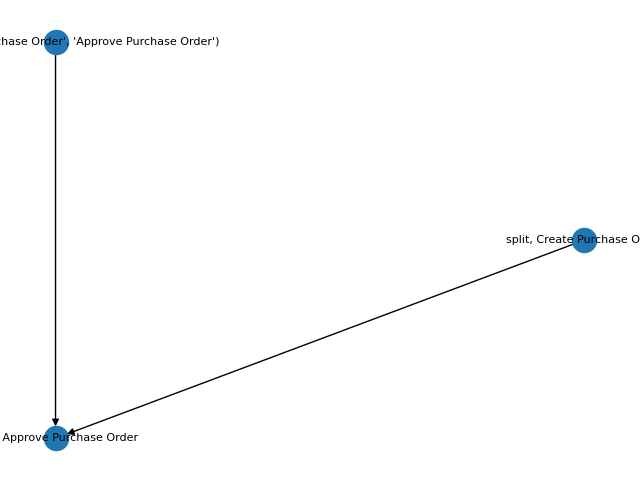 hase Order', 'Approve Purchase Order')
split, Create Purchase O
Approve Purchase Order